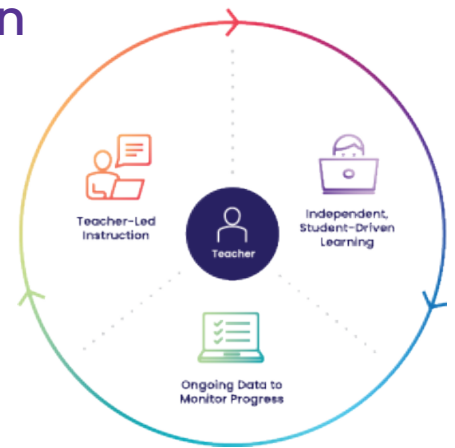 n
Teacher-Led
Instruction
Independent,
Student-Driven
Learning
Teacher
Ongoing Data to
Monitor Progress